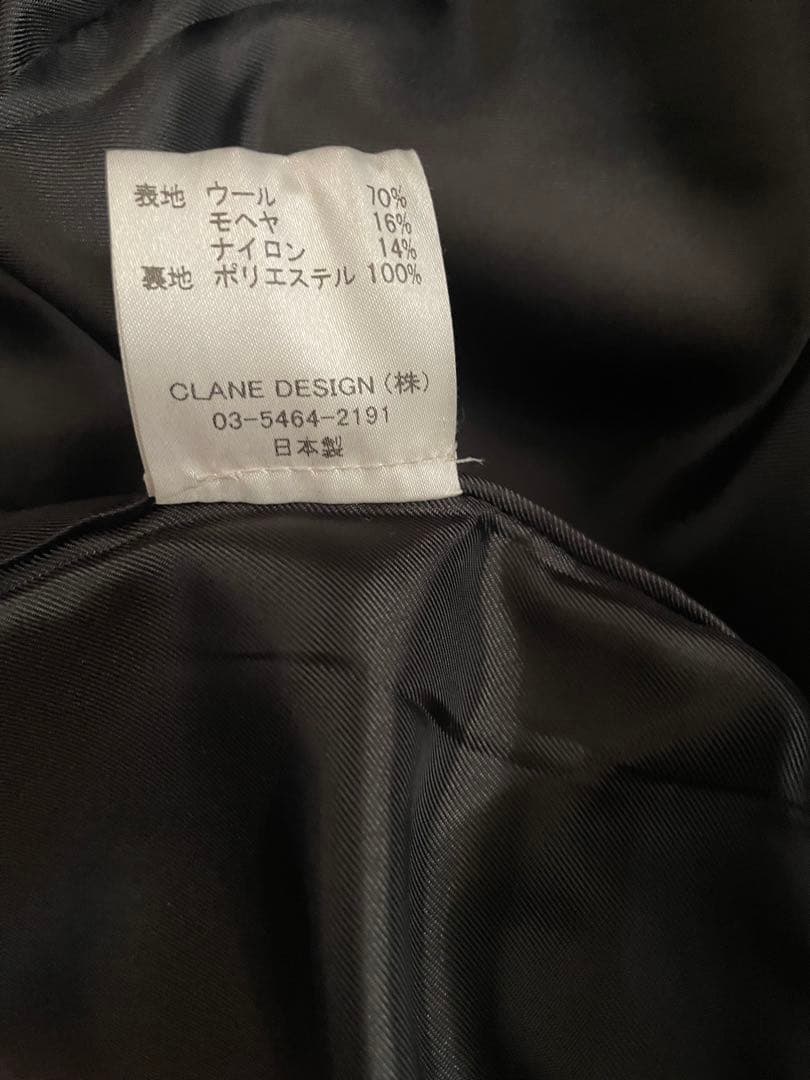 表地 ウール 70%
モヘヤ 16%
ナイロン 14%
裏地 ポリエステル 100%
CLANE DESIGN（株）
03-5464-2191
日本製